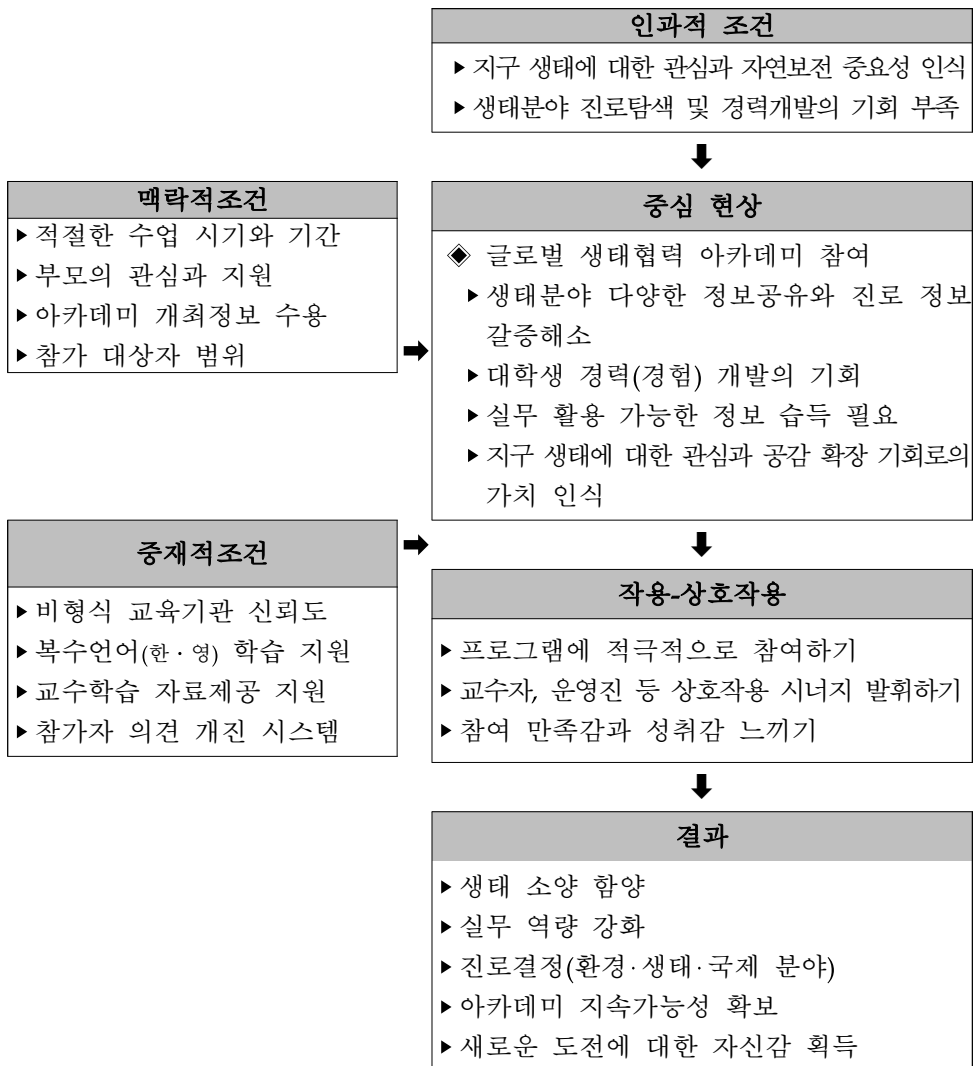 인과적 조건
▸지구 생태에 대한 관심과 자연보전 중요성 인식
▸생태분야 진로탐색 및 경력개발의 기회 부족
맥락적조건
▸적절한 수업 시기와 기간
▸부모의 관심과 지원
▸아카데미 개최정보 수용
▸참가 대상자 범위
중심 현상
◈ 글로벌 생태협력 아카데미 참여
▸생태분야 다양한 정보공유와 진로 정보
갈증해소
▸대학생 경력(경험) 개발의 기회
▸실무 활용 가능한 정보 습득 필요
▸지구 생태에 대한 관심과 공감 확장 기회로의
가치 인식
중재적조건
▸비형식 교육기관 신뢰도
▸복수언어(한·영) 학습 지원
▸교수학습 자료제공 지원
▸참가자 의견 개진 시스템
작용-상호작용
▸프로그램에 적극적으로 참여하기
▸교수자, 운영진 등 상호작용 시너지 발휘하기
▸참여 만족감과 성취감 느끼기
결과
▸생태 소양 함양
▸실무 역량 강화
▸진로결정(환경·생태·국제 분야)
▸아카데미 지속가능성 확보
▸새로운 도전에 대한 자신감 획득